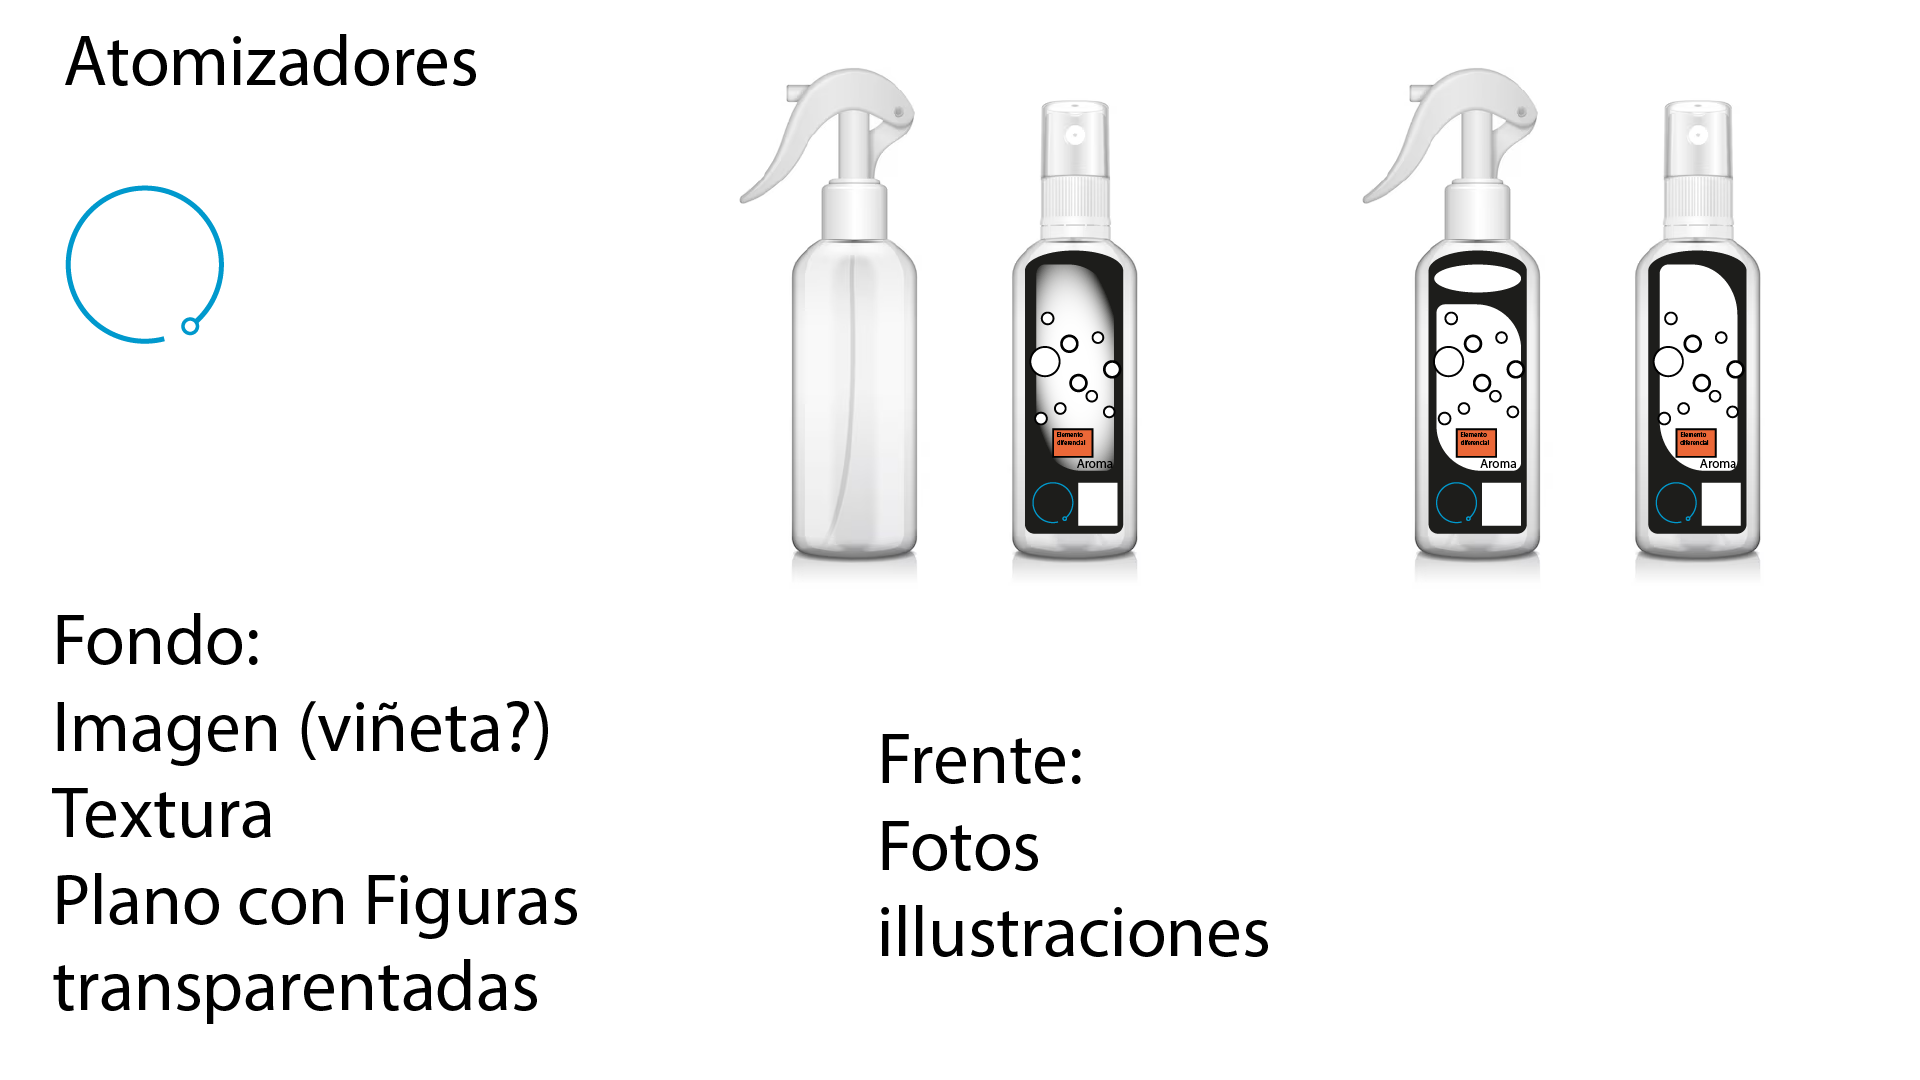 Atomizadores
Elemento
diferencial
Aroma
Elemento
diferencial
Aroma
Elemento
diferencial
Aroma
Fondo:
Imagen (viñeta?)
Textura
Plano con Figuras
transparentadas
Frente:
Fotos
illustraciones